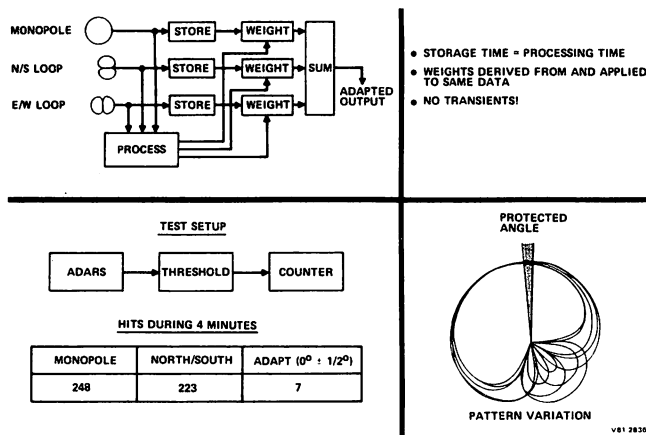 MONOPOLE
STORE
WEIGHT
N/S LOOP
STORE
WEIGHT
SUM
E/W LOOP
STORE
WEIGHT
ADAPTED
OUTPUT
PROCESS
• STORAGE TIME = PROCESSING TIME
• WEIGHTS DERIVED FROM AND APPLIED
TO SAME DATA
• NO TRANSIENTS!
TEST SETUP
ADARS
THRESHOLD
COUNTER
HITS DURING 4 MINUTES
MONOPOLE NORTH/SOUTH ADAPT (0° ± 1/2°)
248 223 7
PROTECTED
ANGLE
PATTERN VARIATION
V81 2836